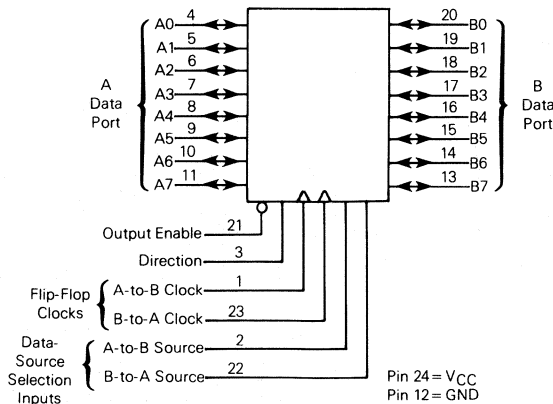 A0 4
A1 5
A2 6
A3 7
A4 8
A5 9
A6 10
A7 11
A
Data
Port
20 B0
19 B1
18 B2
17 B3
16 B4
15 B5
14 B6
13 B7
B
Data
Port
Output Enable 21
Direction 3
Flip-Flop
Clocks
A-to-B Clock 1
B-to-A Clock 23
Data-
Source
Selection
Inputs
A-to-B Source 2
B-to-A Source 22
Pin 24 = VCC
Pin 12 = GND